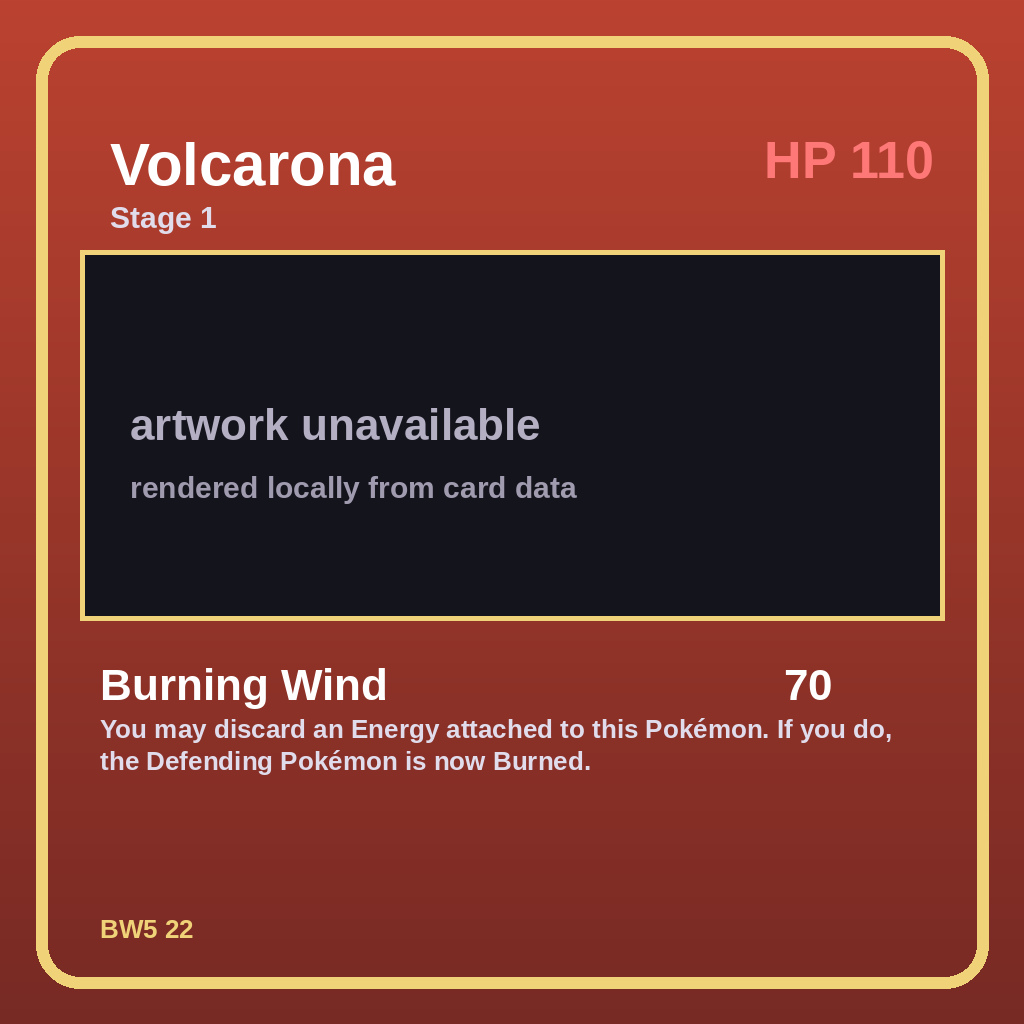 Volcarona
HP 110
Stage 1
artwork unavailable
rendered locally from card data
Burning Wind 70
You may discard an Energy attached to this Pokémon. If you do,
the Defending Pokémon is now Burned.
BW5 22